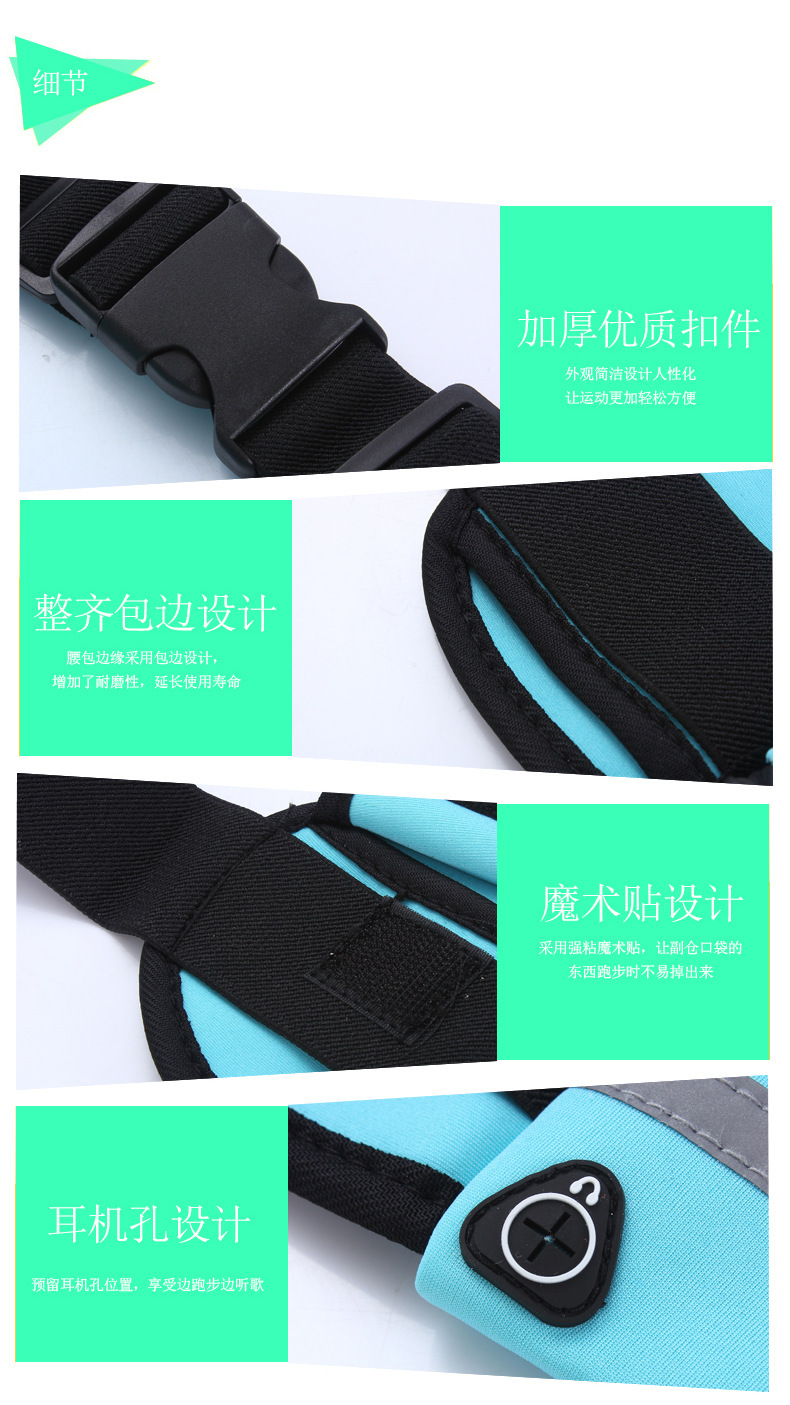 细节
加厚优质扣件
外观简洁设计人性化
让运动更加轻松方便
整齐包边设计
腰包边缘采用包边设计，
增加了耐磨性，延长使用寿命
魔术贴设计
采用强粘魔术贴，让副仓口袋的
东西跑步时不易掉出来
耳机孔设计
预留耳机孔位置，享受边跑步边听歌